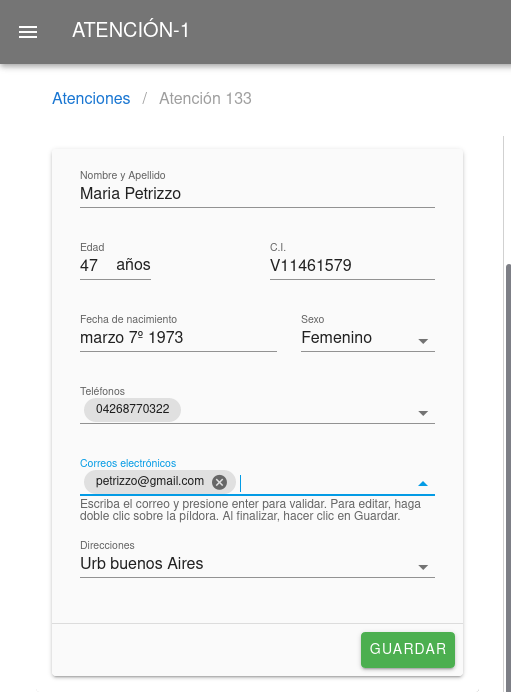 ATENCIÓN-1
Atenciones / Atención 133
Nombre y Apellido
Maria Petrizzo
Edad
47 años
C.I.
V11461579
Fecha de nacimiento
marzo 7º 1973
Sexo
Femenino
Teléfonos
04268770322
Correos electrónicos
petrizzo@gmail.com
Escriba el correo y presione enter para validar. Para editar, haga
doble clic sobre la píldora. Al finalizar, hacer clic en Guardar.
Direcciones
Urb buenos Aires
GUARDAR